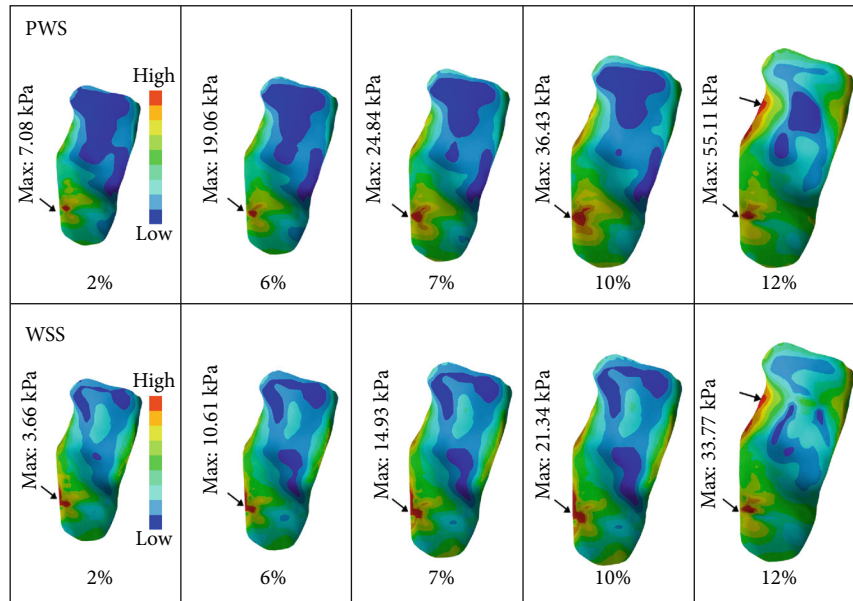 PWS
High
Low
Max: 7.08 kPa
2%
Max: 19.06 kPa
6%
Max: 24.84 kPa
7%
Max: 36.43 kPa
10%
Max: 55.11 kPa
12%
WSS
High
Low
Max: 3.66 kPa
2%
Max: 10.61 kPa
6%
Max: 14.93 kPa
7%
Max: 21.34 kPa
10%
Max: 33.77 kPa
12%